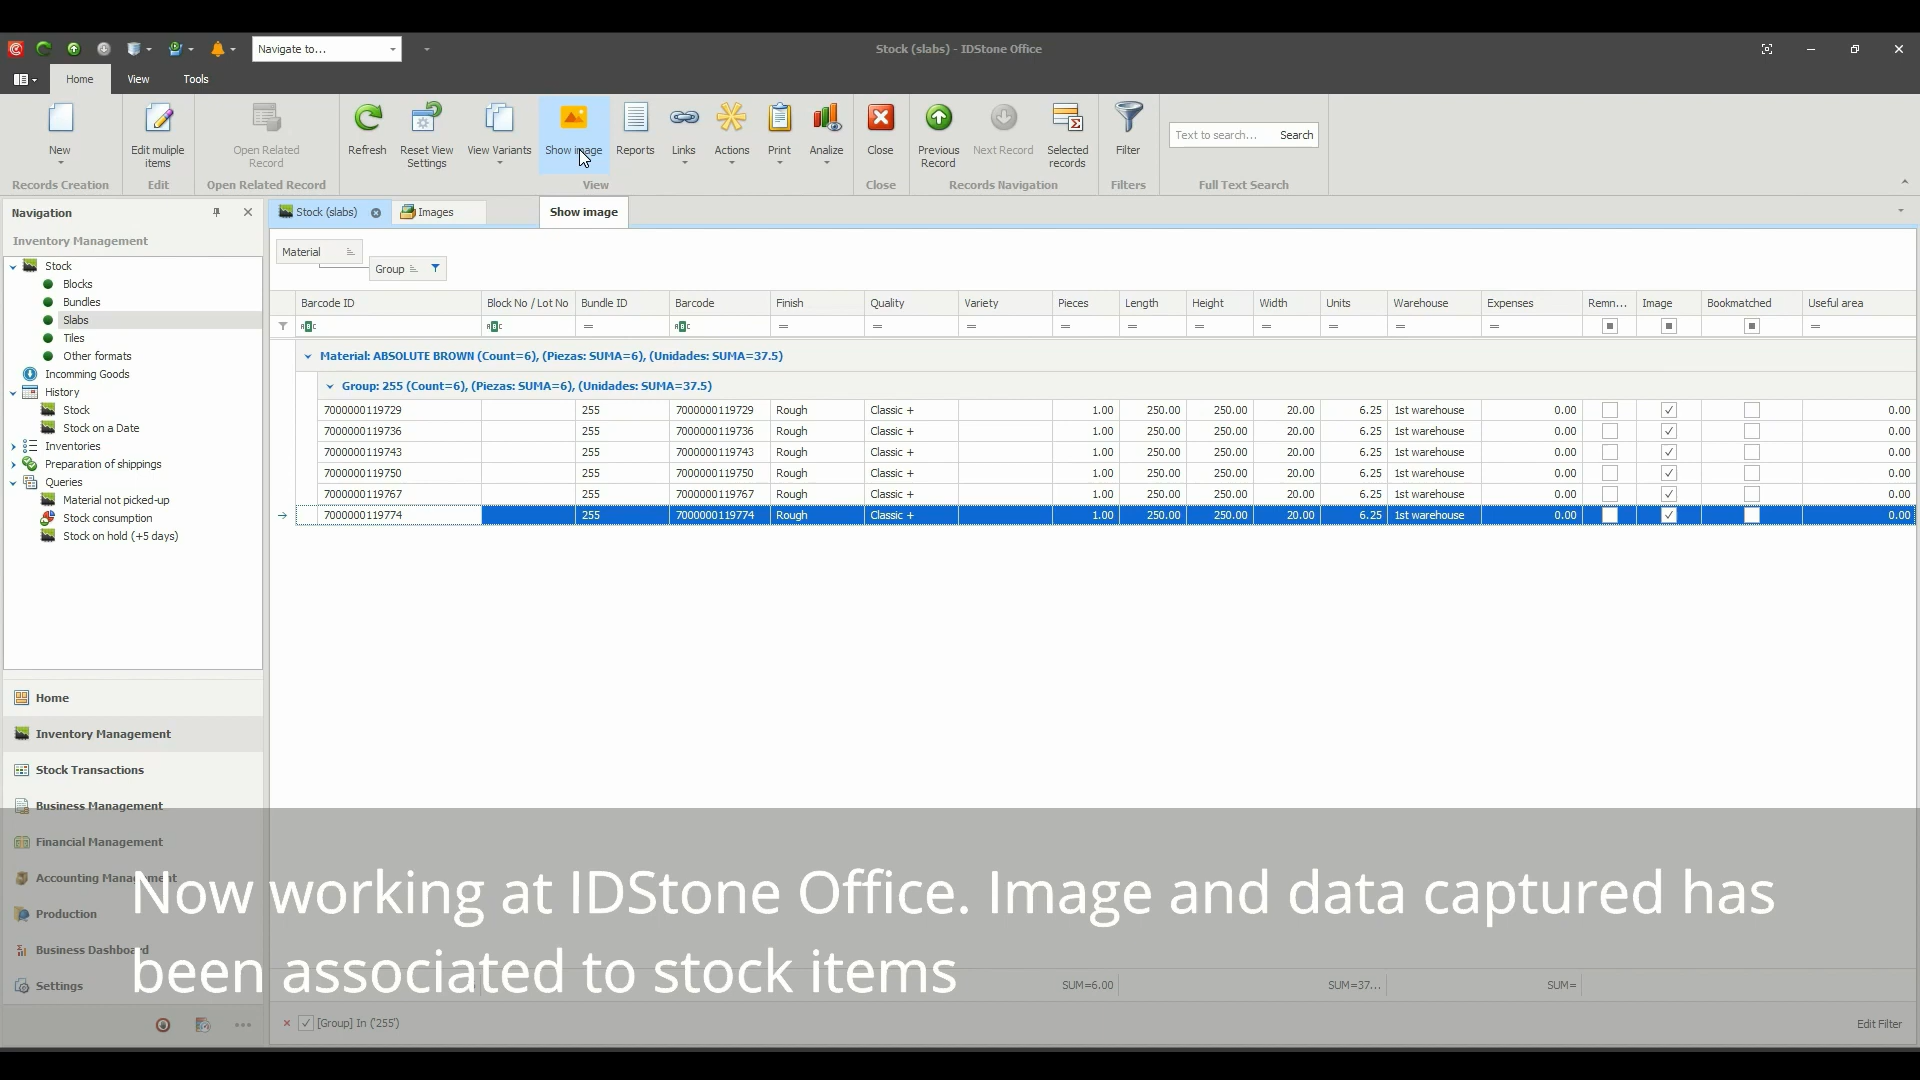 Navigate to...
Stock (slabs) - IDStone Office
Home
View
Tools
New
Edit muliple
items
Open Related
Record
Refresh
Reset View
Settings
View Variants
Show image
Reports
Links
Actions
Print
Analize
Close
Previous
Record
Next Record
Selected
records
Filter
Text to search...
Search
Records Creation
Edit
Open Related Record
View
Close
Records Navigation
Filters
Full Text Search
Navigation
Stock (slabs)
Images
Show image
Inventory Management
Stock
Blocks
Bundles
Slabs
Tiles
Other formats
Incomming Goods
History
Stock
Stock on a Date
Inventories
Preparation of shippings
Queries
Material not picked-up
Stock consumption
Stock on hold (+5 days)
Home
Inventory Management
Stock Transactions
Business Management
Financial Management
Accounting Management
Production
Business Dashboard
Settings
Material
Group
Barcode ID Block No / Lot No Bundle ID Barcode Finish Quality Variety Pieces Length Height Width Units Warehouse Expenses Remn... Image Bookmatched Useful area
Material: ABSOLUTE BROWN (Count=6), (Piezas: SUMA=6), (Unidades: SUMA=37.5)
Group: 255 (Count=6), (Piezas: SUMA=6), (Unidades: SUMA=37.5)
7000000119729 255 7000000119729 Rough Classic + 1.00 250.00 250.00 20.00 6.25 1st warehouse 0.00 0.00
7000000119736 255 7000000119736 Rough Classic + 1.00 250.00 250.00 20.00 6.25 1st warehouse 0.00 0.00
7000000119743 255 7000000119743 Rough Classic + 1.00 250.00 250.00 20.00 6.25 1st warehouse 0.00 0.00
7000000119750 255 7000000119750 Rough Classic + 1.00 250.00 250.00 20.00 6.25 1st warehouse 0.00 0.00
7000000119767 255 7000000119767 Rough Classic + 1.00 250.00 250.00 20.00 6.25 1st warehouse 0.00 0.00
7000000119774 255 7000000119774 Rough Classic + 1.00 250.00 250.00 20.00 6.25 1st warehouse 0.00 0.00
Now working at IDStone Office. Image and data captured has
been associated to stock items
SUM=6.00 SUM=37... SUM=
[Group] In ('255')
Edit Filter